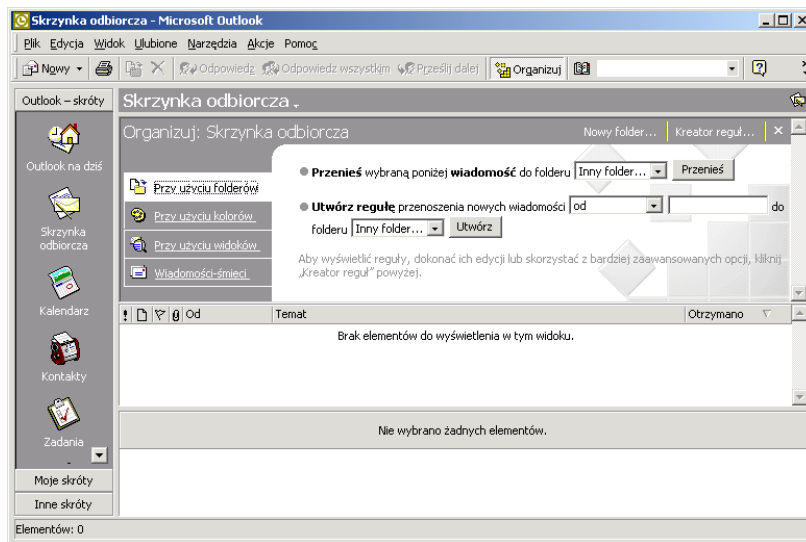 Skrzynka odbiorcza - Microsoft Outlook
Plik Edycja Widok Ulubione Narzędzia Akcje Pomoc
Nowy Odpowiedz Odpowiedz wszystkim Prześlij dalej Organizuj
Outlook – skróty
Skrzynka odbiorcza
Organizuj: Skrzynka odbiorcza
Nowy folder... Kreator reguł...
Outlook na dziś
Skrzynka
odbiorcza
Kalendarz
Kontakty
Zadania
Moje skróty
Inne skróty
Przy użyciu folderów
Przy użyciu kolorów
Przy użyciu widoków
Wiadomości-śmieci
Przenieś wybraną poniżej wiadomość do folderu Inny folder... Przenieś
Utwórz regułę przenoszenia nowych wiadomości od do
folderu Inny folder... Utwórz
Aby wyświetlić reguły, dokonać ich edycji lub skorzystać z bardziej zaawansowanych opcji, kliknij
„Kreator reguł” powyżej.
Od Temat Otrzymano
Brak elementów do wyświetlenia w tym widoku.
Nie wybrano żadnych elementów.
Elementów: 0